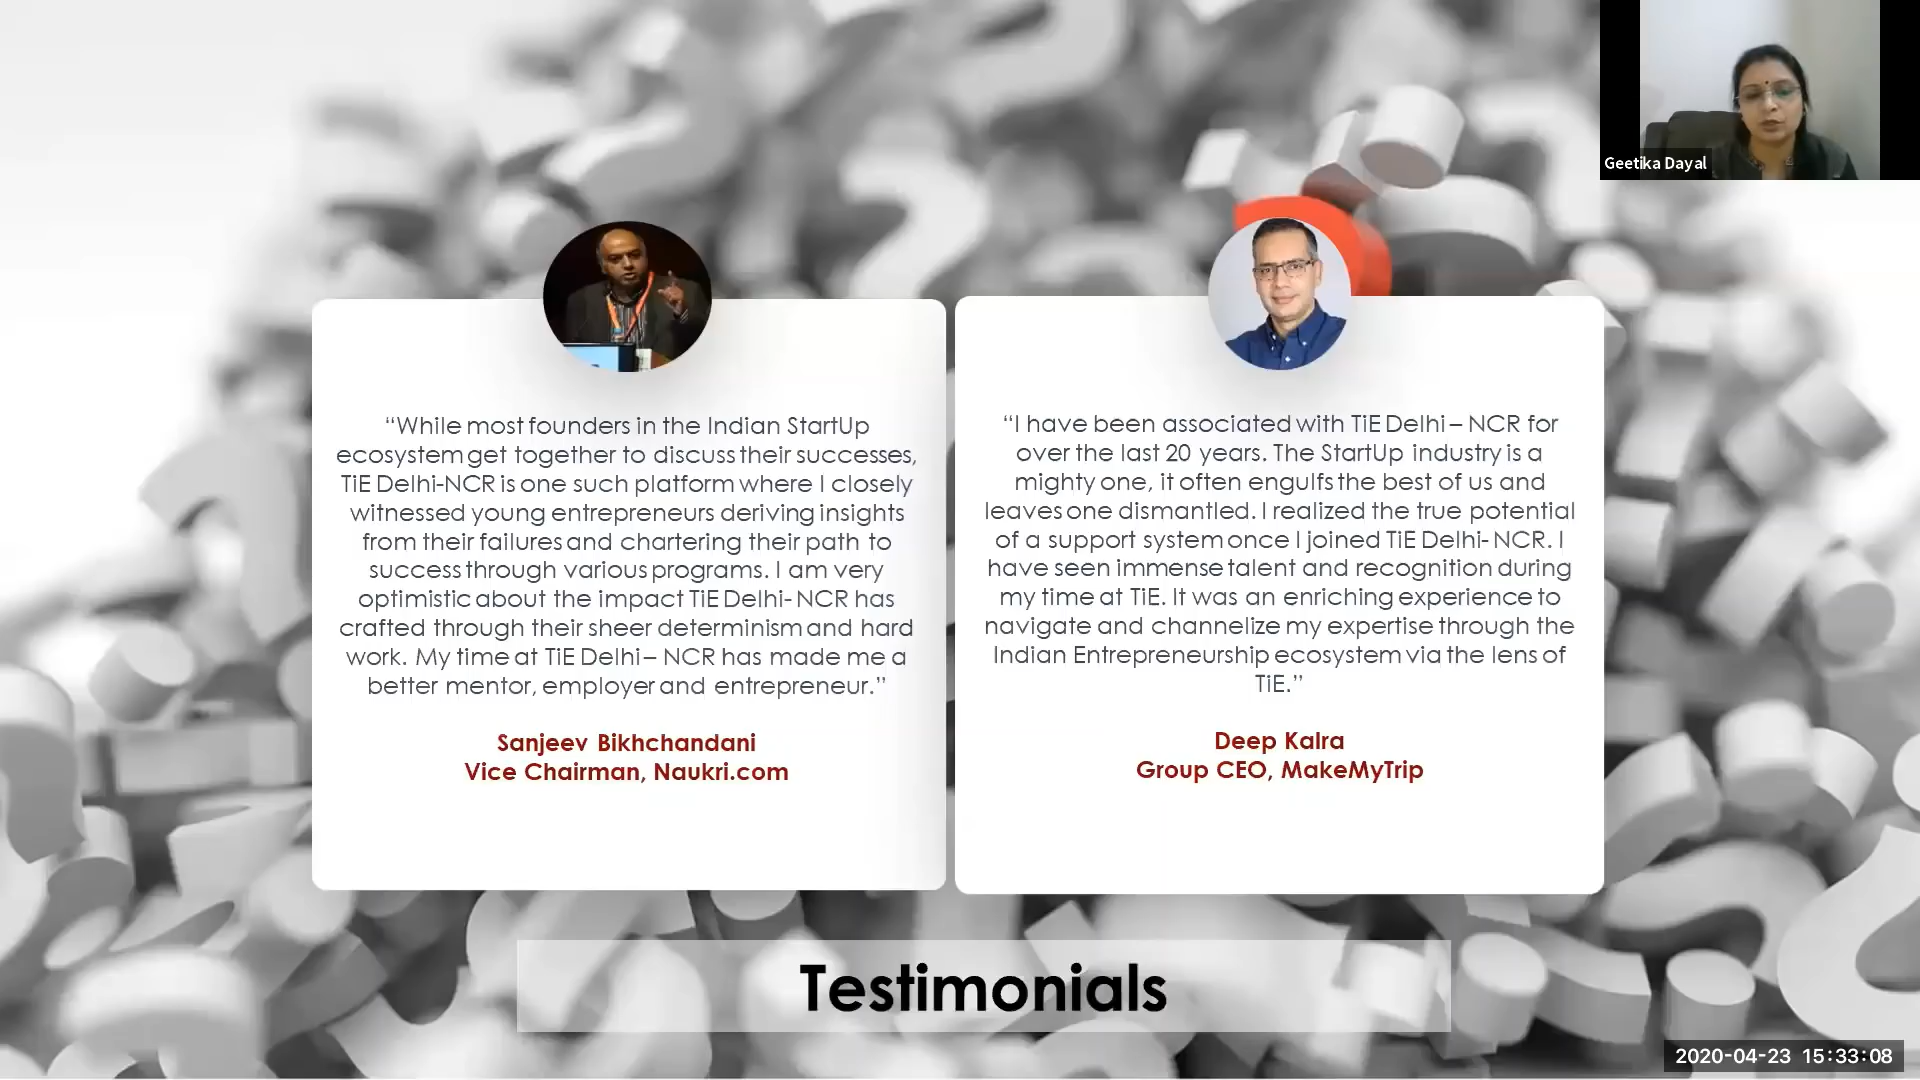 Geetika Dayal
“While most founders in the Indian StartUp
ecosystem get together to discuss their successes,
TiE Delhi-NCR is one such platform where I closely
witnessed young entrepreneurs deriving insights
from their failures and chartering their path to
success through various programs. I am very
optimistic about the impact TiE Delhi- NCR has
crafted through their sheer determinism and hard
work. My time at TiE Delhi – NCR has made me a
better mentor, employer and entrepreneur.”
Sanjeev Bikhchandani
Vice Chairman, Naukri.com
“I have been associated with TiE Delhi – NCR for
over the last 20 years. The StartUp industry is a
mighty one, it often engulfs the best of us and
leaves one dismantled. I realized the true potential
of a support system once I joined TiE Delhi- NCR. I
have seen immense talent and recognition during
my time at TiE. It was an enriching experience to
navigate and channelize my expertise through the
Indian Entrepreneurship ecosystem via the lens of
TiE.”
Deep Kalra
Group CEO, MakeMyTrip
Testimonials
2020-04-23 15:33:08